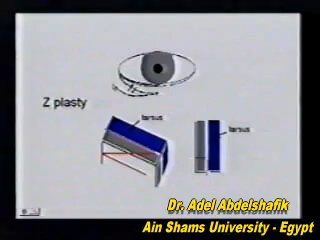 Z plasty
tarsus
tarsus
Dr. Adel Abdelshafik
Ain Shams University - Egypt